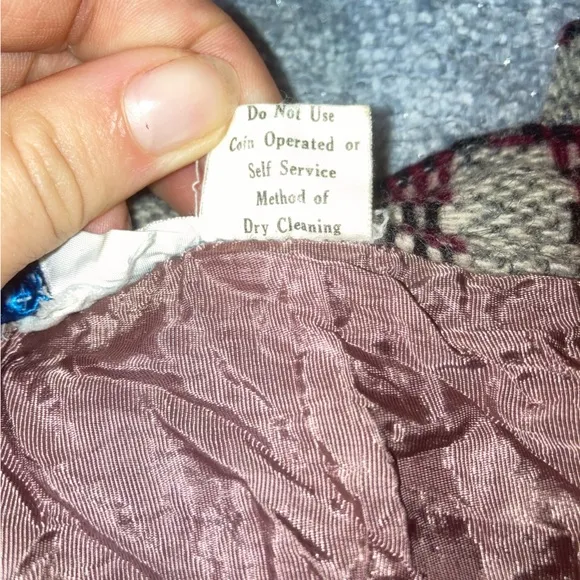 Do Not Use
Coin Operated or
Self Service
Method of
Dry Cleaning